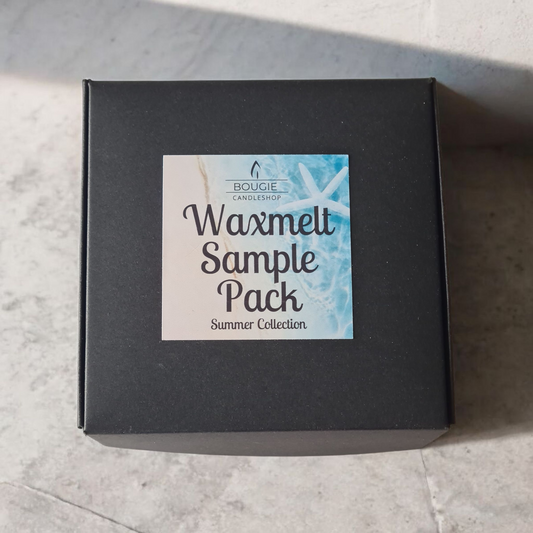 BOUGIE
CANDLESHOP
Waxmelt
Sample
Pack
Summer Collection